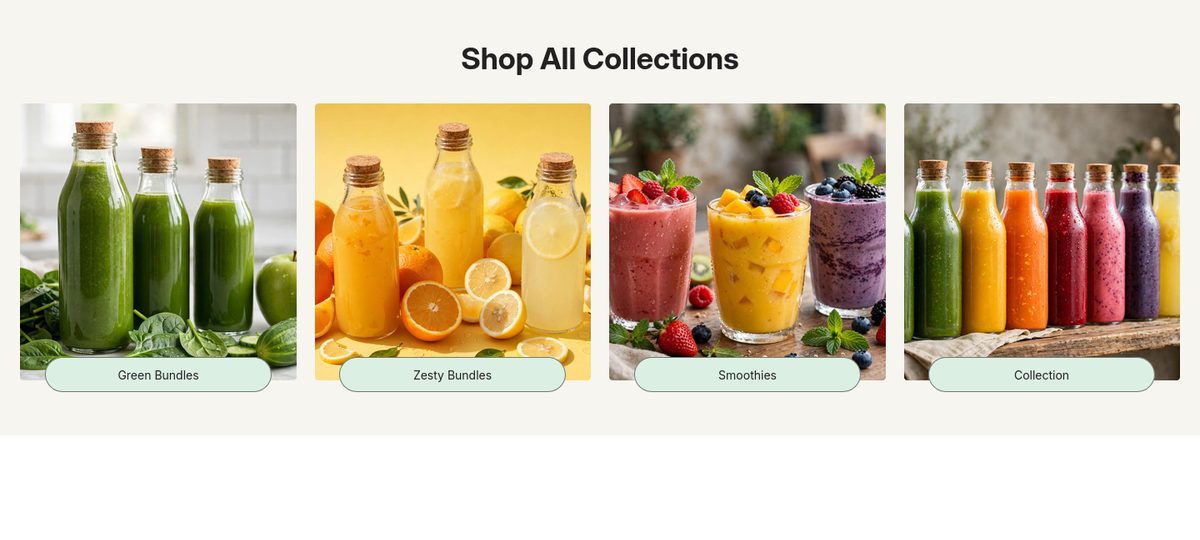 Shop All Collections
Green Bundles
Zesty Bundles
Smoothies
Collection